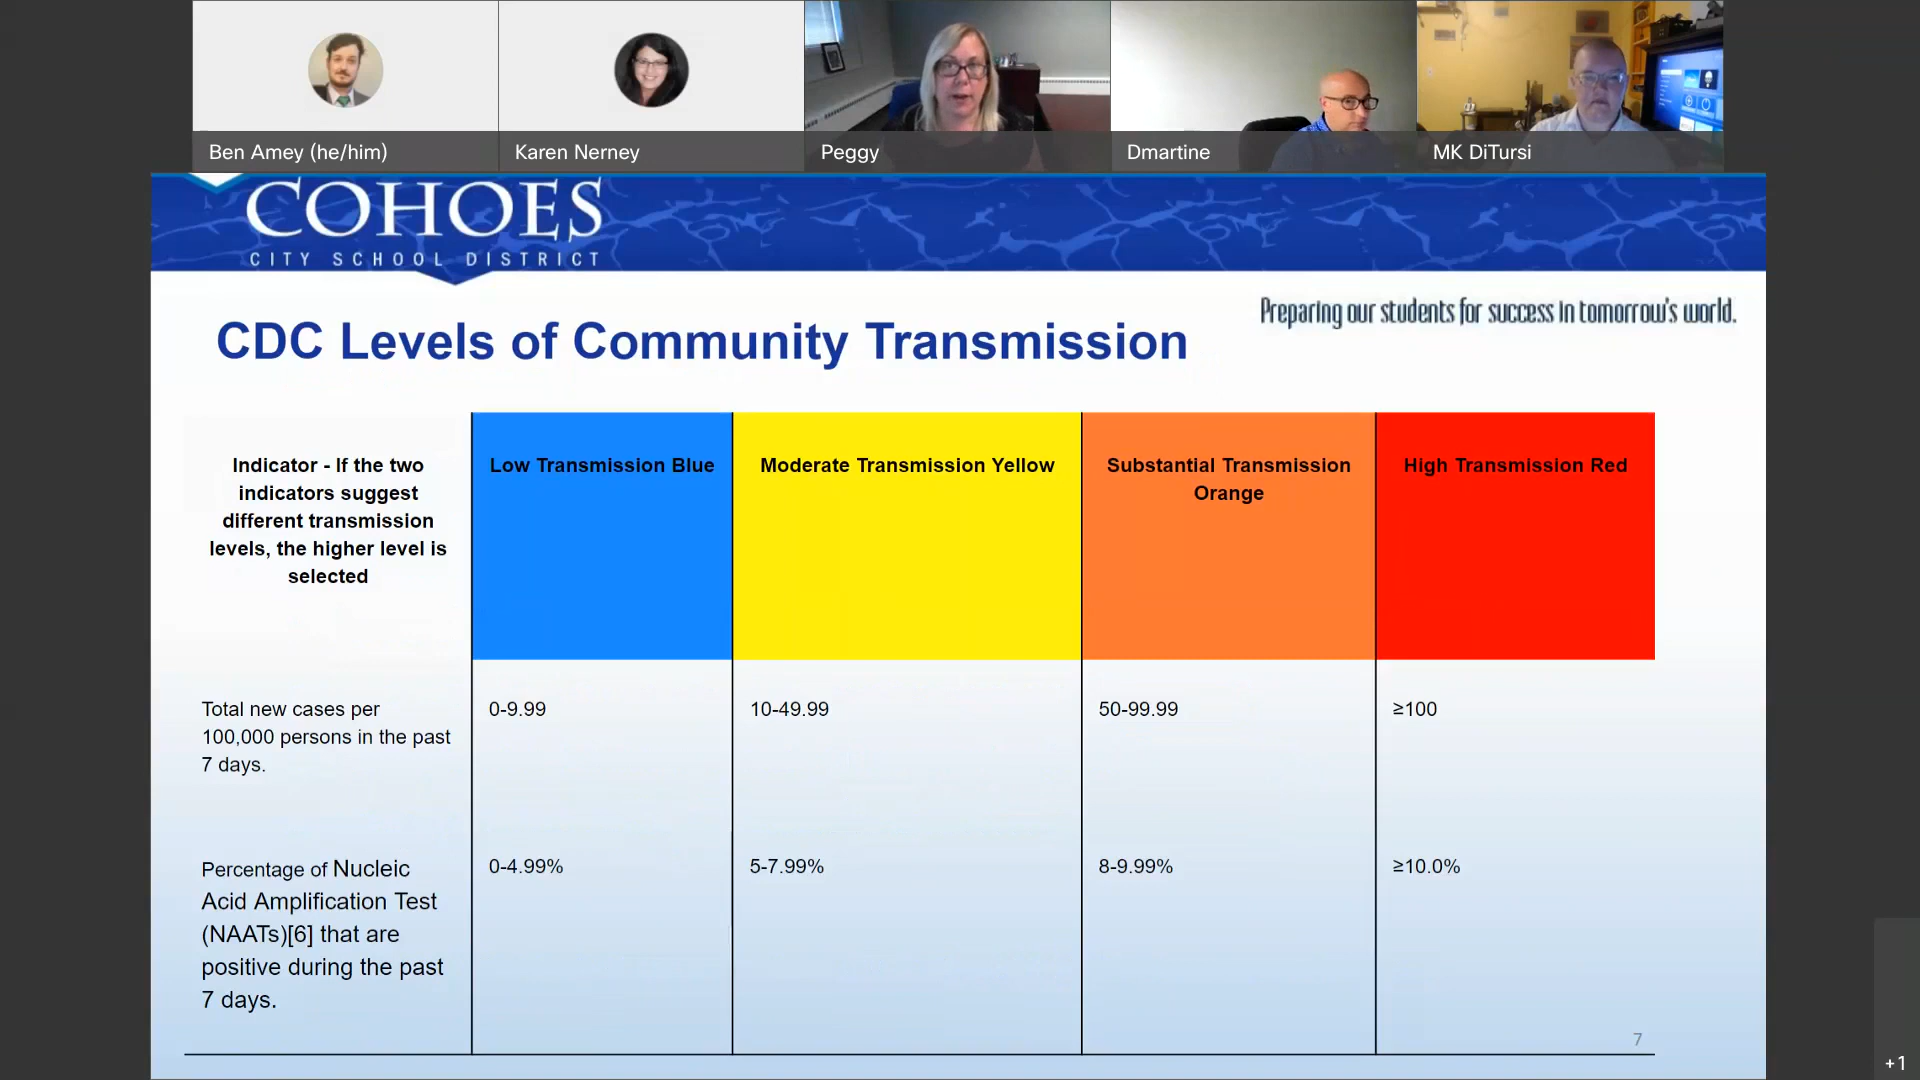 Ben Amey (he/him)
Karen Nerney
Peggy
Dmartine
MK DiTursi
COHOES
CITY SCHOOL DISTRICT
Preparing our students for success in tomorrow's world.
CDC Levels of Community Transmission
Indicator - If the two
indicators suggest
different transmission
levels, the higher level is
selected
Low Transmission Blue
Moderate Transmission Yellow
Substantial Transmission
Orange
High Transmission Red
Total new cases per
100,000 persons in the past
7 days.
0-9.99
10-49.99
50-99.99
≥100
Percentage of Nucleic
Acid Amplification Test
(NAATs)[6] that are
positive during the past
7 days.
0-4.99%
5-7.99%
8-9.99%
≥10.0%
7
+1